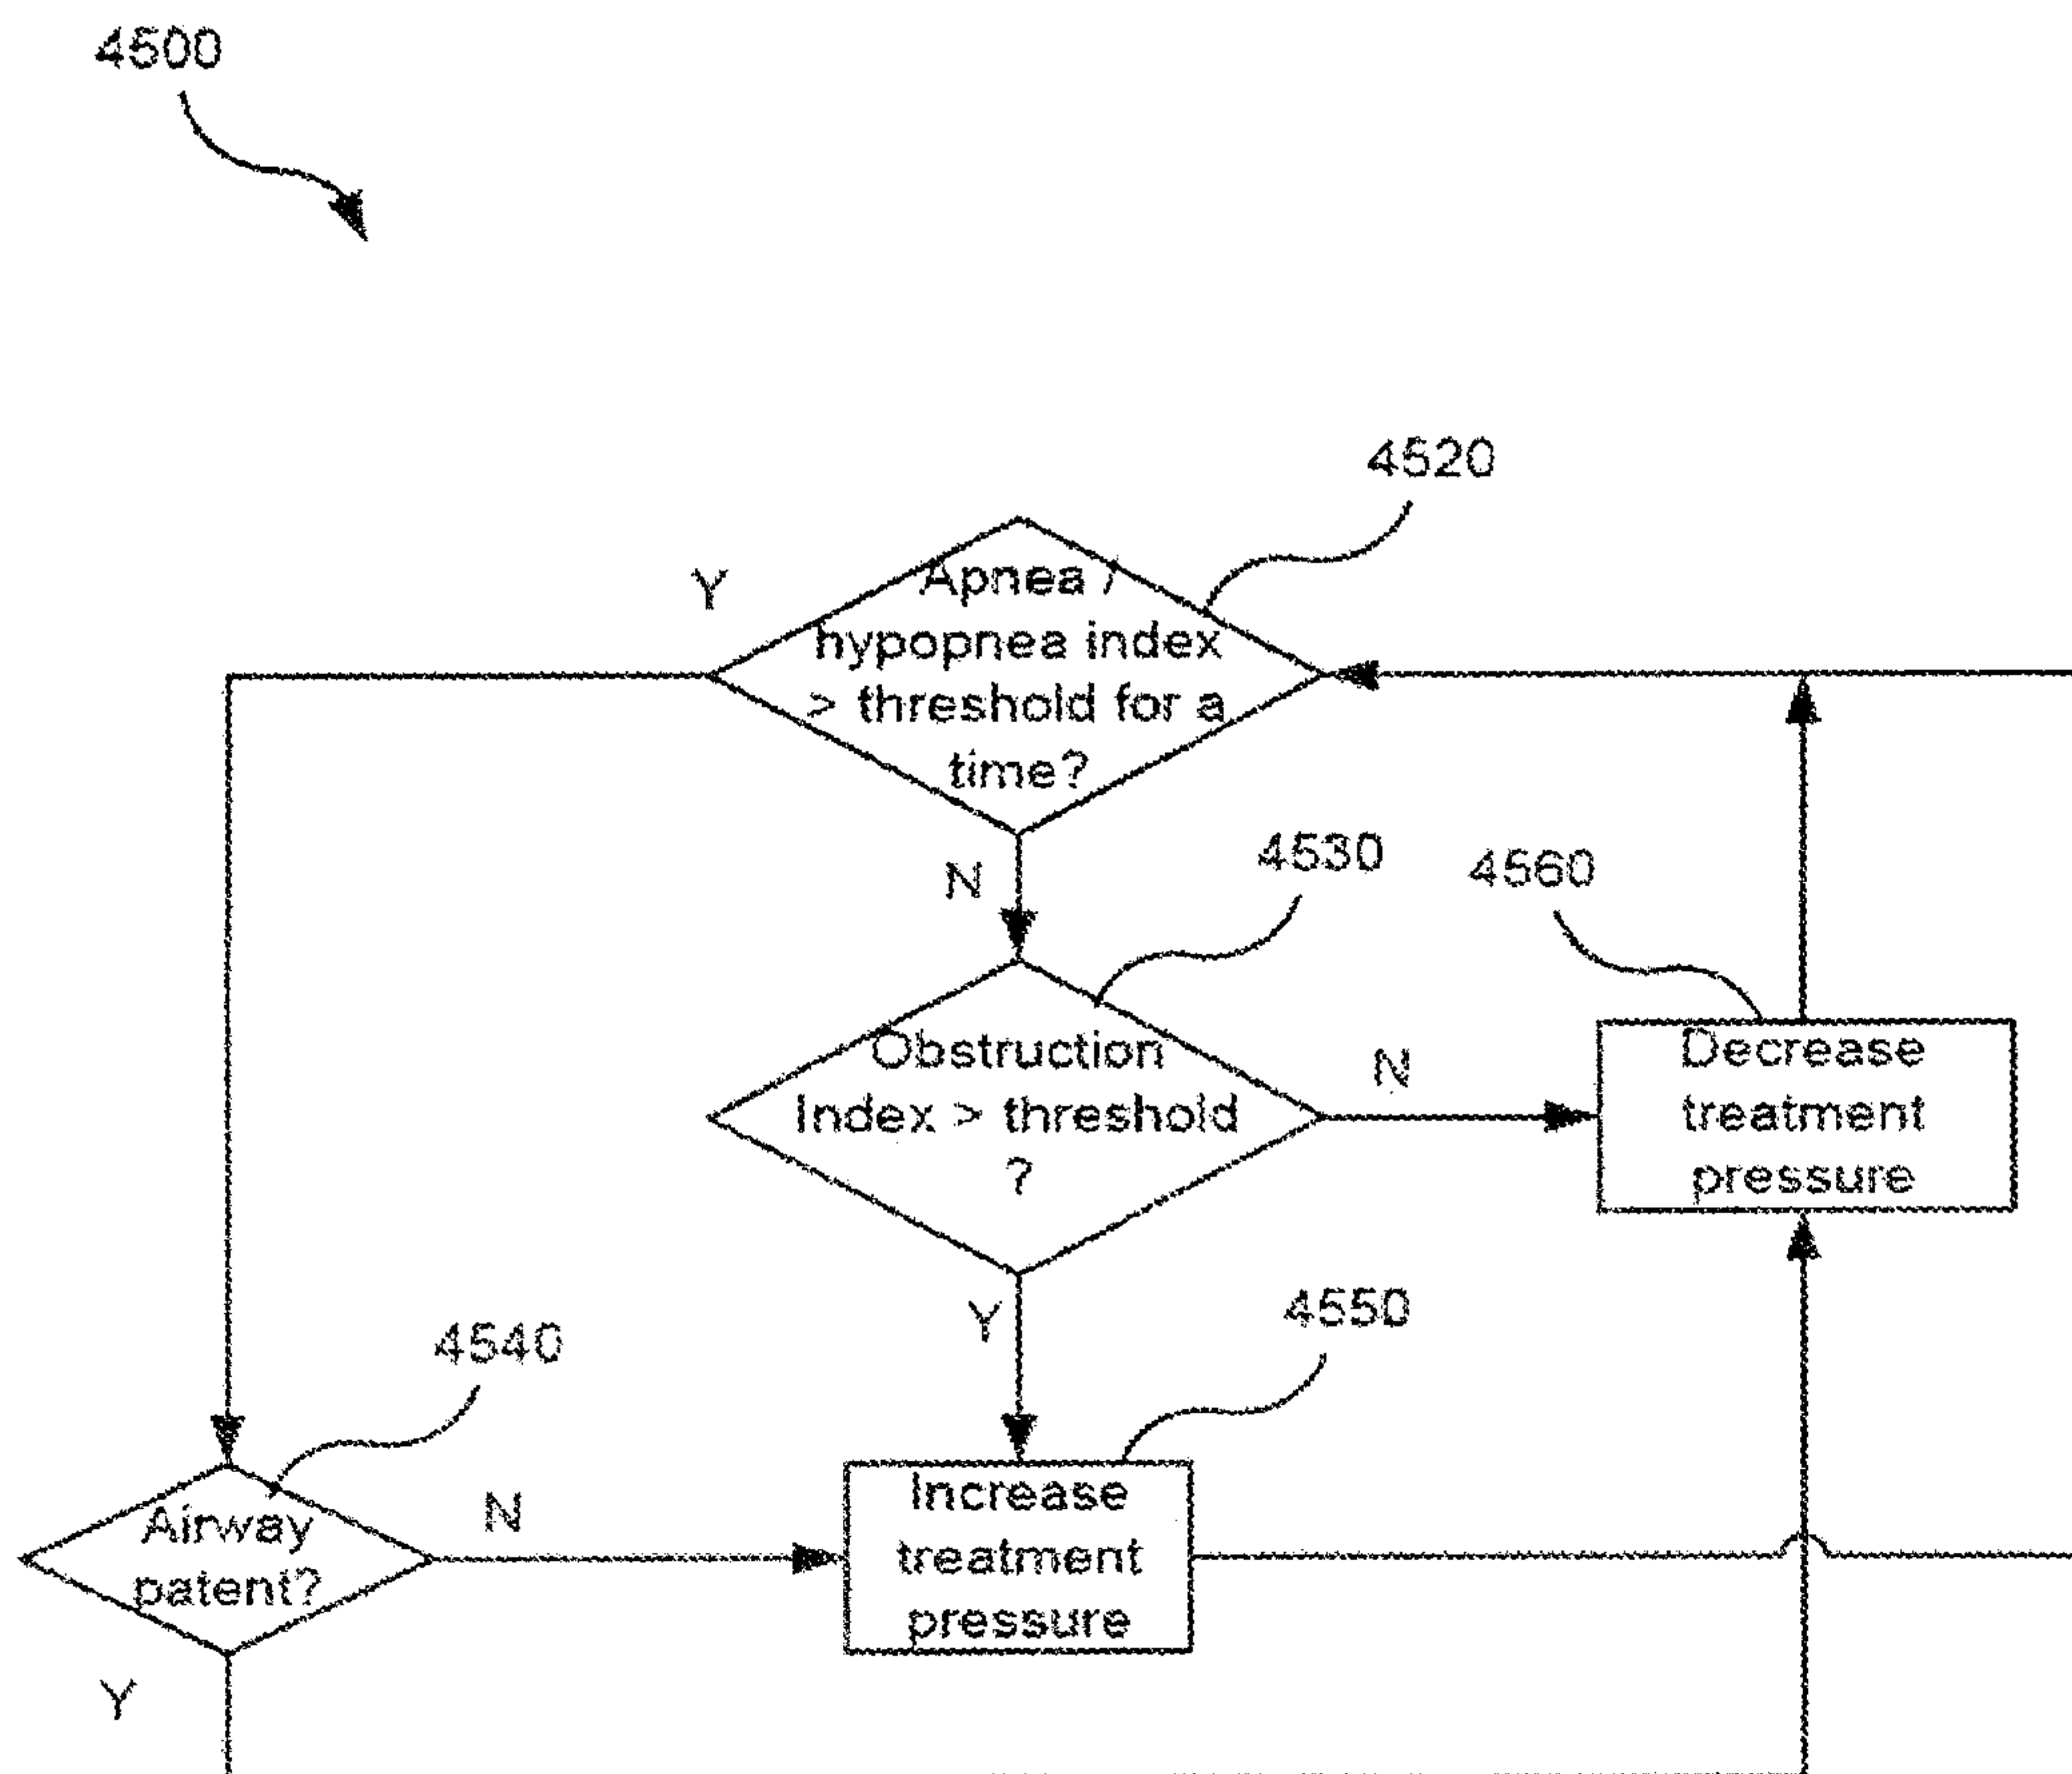 4500
4520
Y
Apnea /
hypopnea index
> threshold for a
time?
N
4530
4560
Obstruction
Index > threshold
?
N
Decrease
treatment
pressure
Y
4550
4540
Airway
patent?
N
Increase
treatment
pressure
Y